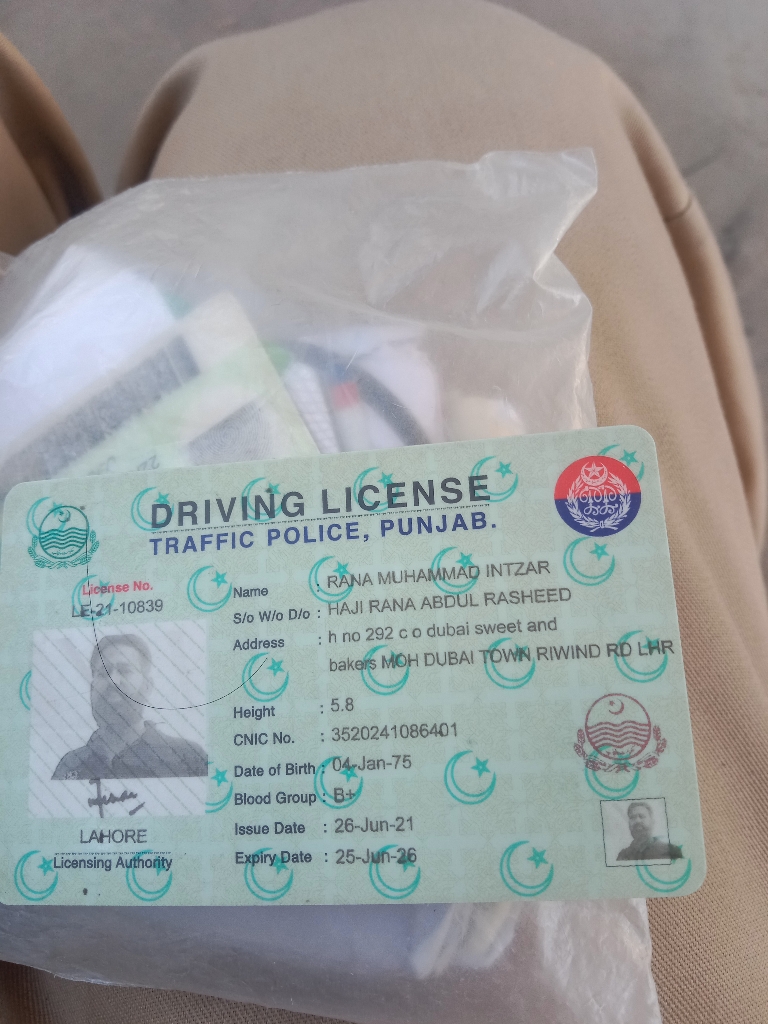 DRIVING LICENSE
TRAFFIC POLICE, PUNJAB.
License No.
LE-21-10839
Name : RANA MUHAMMAD INTZAR
S/o W/o D/o : HAJI RANA ABDUL RASHEED
Address : h no 292 c o dubai sweet and
bakers MOH DUBAI TOWN RIWIND RD LHR
Height : 5.8
CNIC No. : 3520241086401
Date of Birth : 04-Jan-75
Blood Group : B+
Issue Date : 26-Jun-21
Expiry Date : 25-Jun-26
LAHORE
Licensing Authority